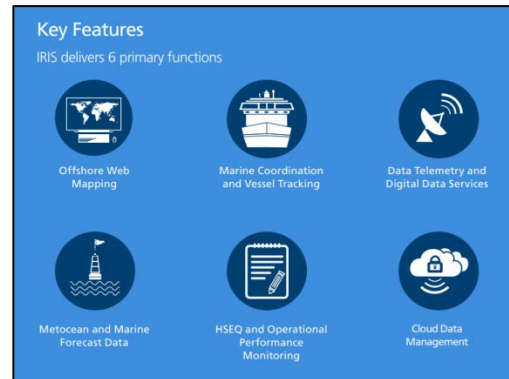 Key Features
IRIS delivers 6 primary functions
Offshore Web
Mapping
Marine Coordination
and Vessel Tracking
Data Telemetry and
Digital Data Services
Metocean and Marine
Forecast Data
HSEQ and Operational
Performance
Monitoring
Cloud Data
Management